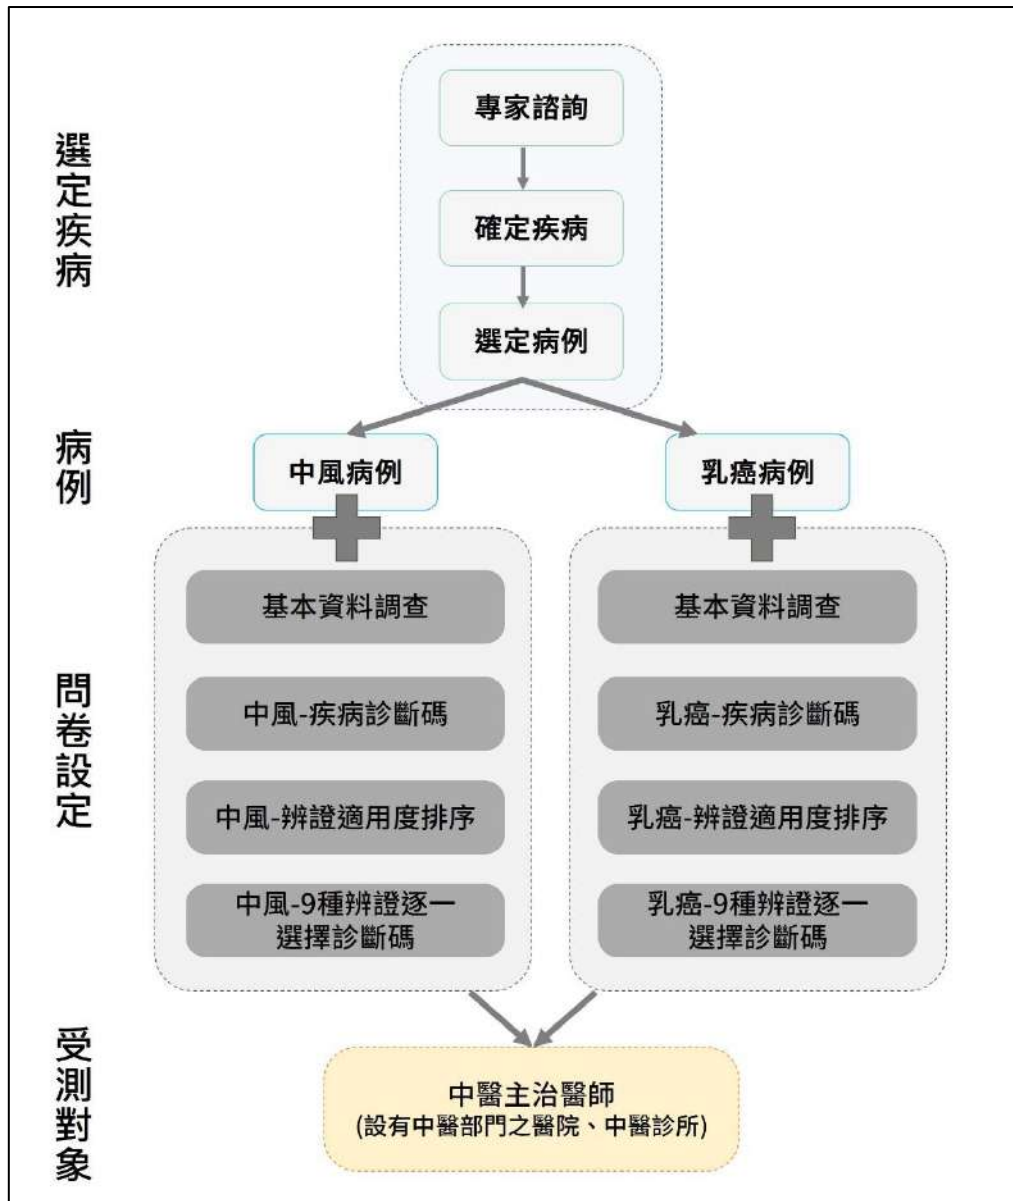 選定疾病
專家諮詢
確定疾病
選定病例
病例
中風病例
乳癌病例
問卷設定
基本資料調查
中風-疾病診斷碼
中風-辨證適用度排序
中風-9種辨證逐一
選擇診斷碼
基本資料調查
乳癌-疾病診斷碼
乳癌-辨證適用度排序
乳癌-9種辨證逐一
選擇診斷碼
受測對象
中醫主治醫師
(設有中醫部門之醫院、中醫診所)